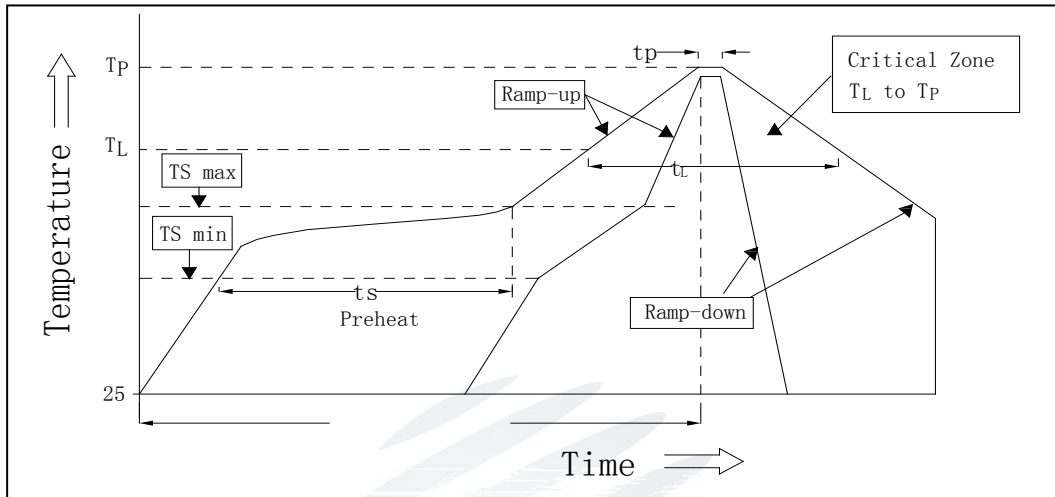 tp
Critical Zone
TL to TP
TP
Ramp-up
TL
TS max
tL
TS min
ts
Preheat
Ramp-down
25
Temperature
Time